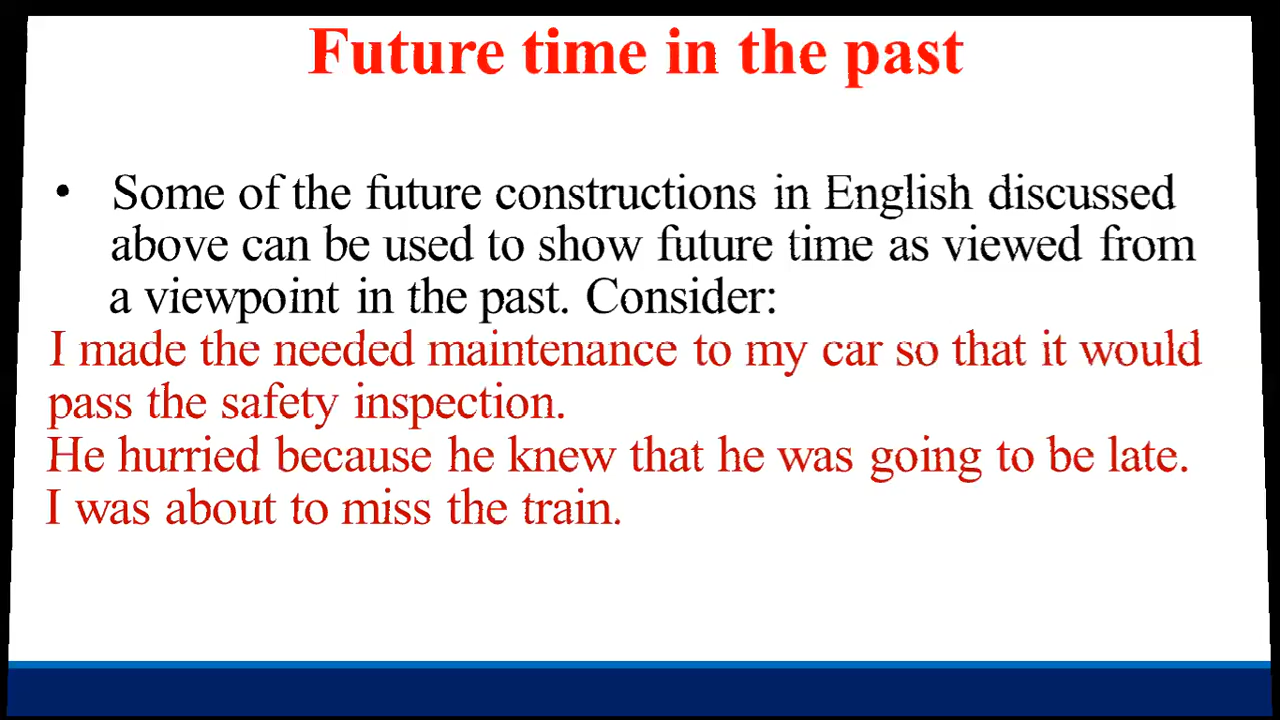 Future time in the past
• Some of the future constructions in English discussed
above can be used to show future time as viewed from
a viewpoint in the past. Consider:
I made the needed maintenance to my car so that it would
pass the safety inspection.
He hurried because he knew that he was going to be late.
I was about to miss the train.